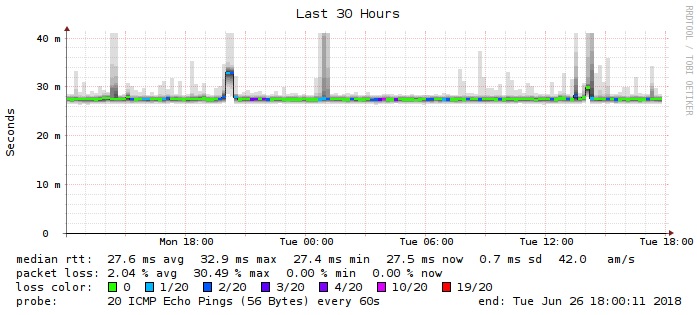 Last 30 Hours
RRDTOOL / TOBI OETIKER
Seconds
40 m
30 m
20 m
10 m
0
Mon 18:00 Tue 00:00 Tue 06:00 Tue 12:00 Tue 18:00
median rtt: 27.6 ms avg 32.9 ms max 27.4 ms min 27.5 ms now 0.7 ms sd 42.0 am/s
packet loss: 2.04 % avg 30.49 % max 0.00 % min 0.00 % now
loss color: 0 1/20 2/20 3/20 4/20 10/20 19/20
probe: 20 ICMP Echo Pings (56 Bytes) every 60s end: Tue Jun 26 18:00:11 2018